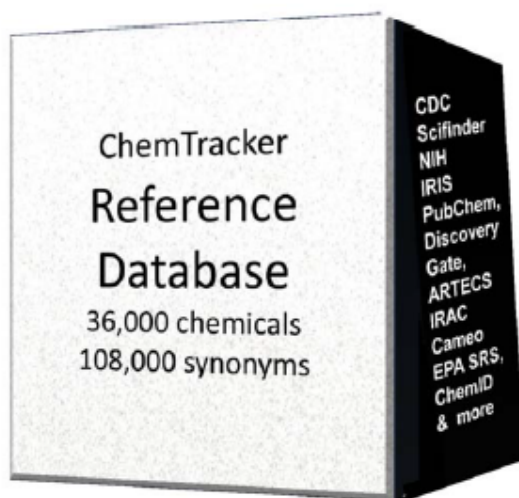 ChemTracker
Reference
Database
36,000 chemicals
108,000 synonyms
CDC
Scifinder
NIH
IRIS
PubChem,
Discovery
Gate,
ARTECS
IRAC
Cameo
EPA SRS,
ChemID
& more